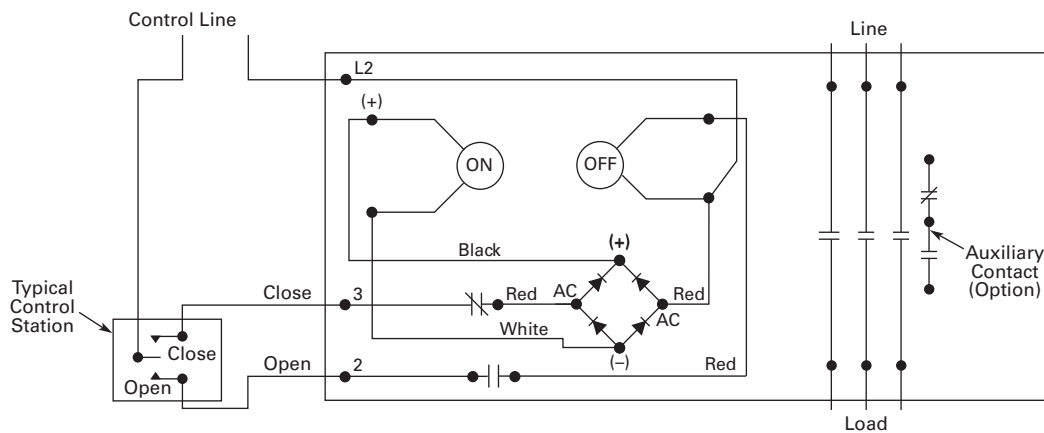 Control Line
Line
L2
(+)
ON
OFF
Black
(+)
Auxiliary
Contact
(Option)
Typical
Control
Station
Close
3
Red
AC
Red
AC
Close
White
(–)
Open
2
Red
Open
Load